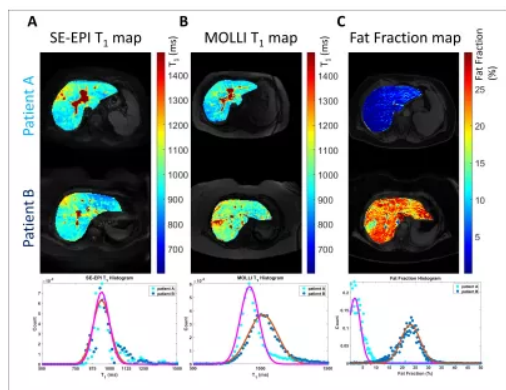 A B C
SE-EPI T₁ map MOLLI T₁ map Fat Fraction map
Patient A
Patient B
T₁ (ms)
1400
1300
1200
1100
1000
900
800
700
T₁ (ms)
1400
1300
1200
1100
1000
900
800
700
Fat Fraction (%)
25
20
15
10
5
SE-EPI T₁ Histogram
patient A
patient B
Count
T₁ (ms)
MOLLI T₁ Histogram
patient A
patient B
Count
T₁ (ms)
Fat Fraction Histogram
patient A
patient B
Count
Fat Fraction (%)